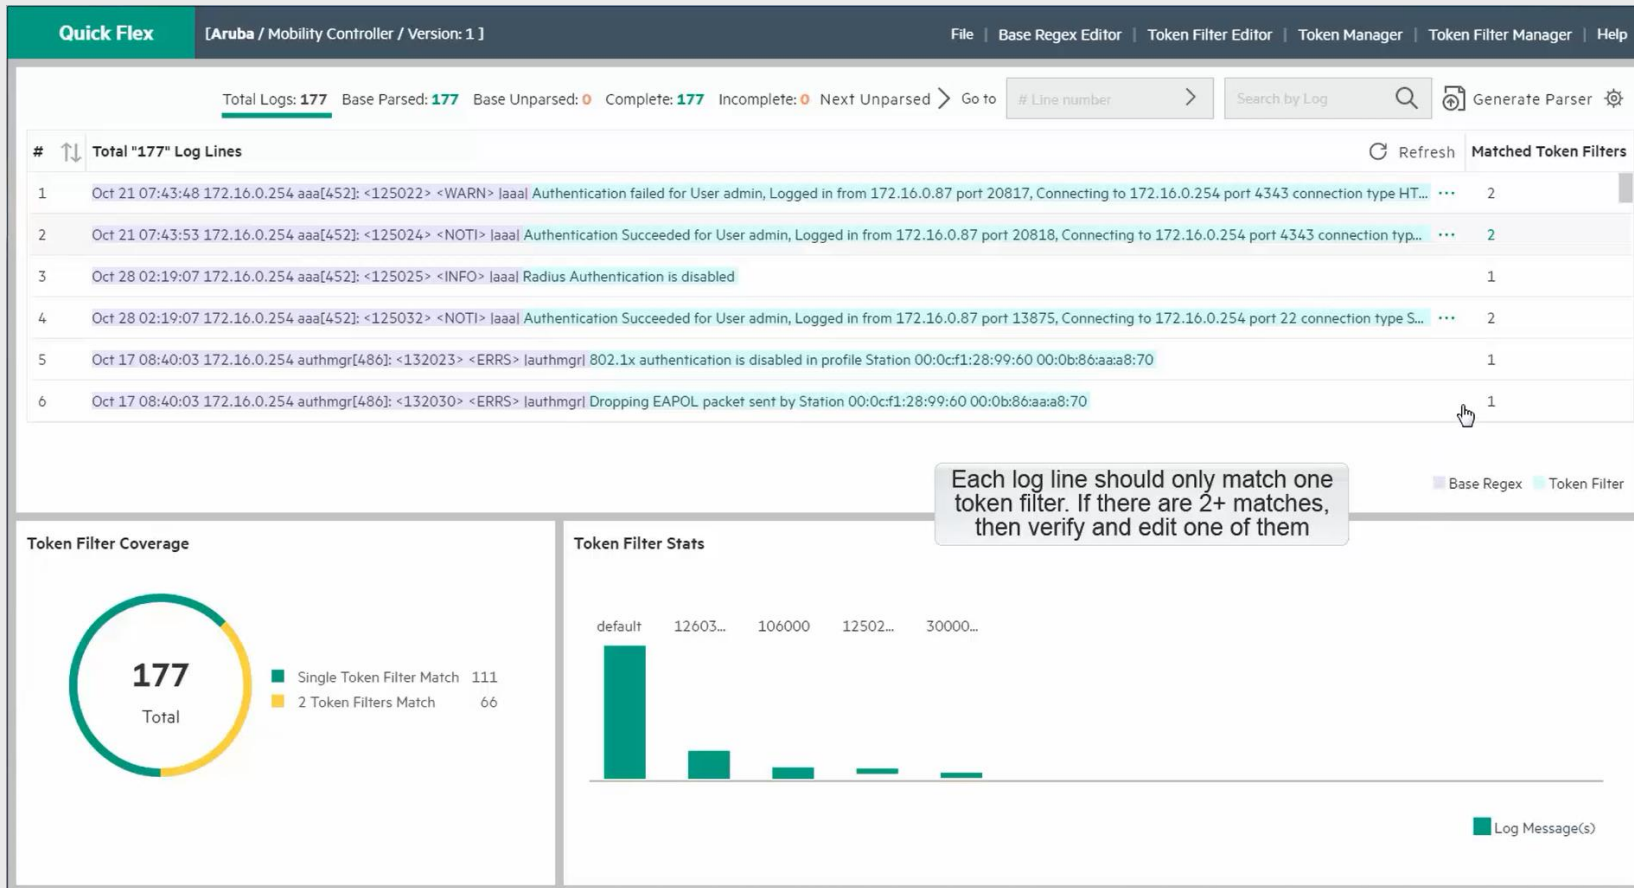 Quick Flex
[Aruba / Mobility Controller / Version: 1 ]
File | Base Regex Editor | Token Filter Editor | Token Manager | Token Filter Manager | Help
Total Logs: 177 Base Parsed: 177 Base Unparsed: 0 Complete: 177 Incomplete: 0 Next Unparsed Go to # Line number Search by Log Generate Parser
# Total "177" Log Lines Refresh Matched Token Filters
1 Oct 21 07:43:48 172.16.0.254 aaa[452]: <125022> <WARN> |aaa| Authentication failed for User admin, Logged in from 172.16.0.87 port 20817, Connecting to 172.16.0.254 port 4343 connection type HT... ... 2
2 Oct 21 07:43:53 172.16.0.254 aaa[452]: <125024> <NOTI> |aaa| Authentication Succeeded for User admin, Logged in from 172.16.0.87 port 20818, Connecting to 172.16.0.254 port 4343 connection typ... ... 2
3 Oct 28 02:19:07 172.16.0.254 aaa[452]: <125025> <INFO> |aaa| Radius Authentication is disabled 1
4 Oct 28 02:19:07 172.16.0.254 aaa[452]: <125032> <NOTI> |aaa| Authentication Succeeded for User admin, Logged in from 172.16.0.87 port 13875, Connecting to 172.16.0.254 port 22 connection type S... ... 2
5 Oct 17 08:40:03 172.16.0.254 authmgr[486]: <132023> <ERRS> |authmgr| 802.1x authentication is disabled in profile Station 00:0c:f1:28:99:60 00:0b:86:aa:a8:70 1
6 Oct 17 08:40:03 172.16.0.254 authmgr[486]: <132030> <ERRS> |authmgr| Dropping EAPOL packet sent by Station 00:0c:f1:28:99:60 00:0b:86:aa:a8:70 1
Each log line should only match one
token filter. If there are 2+ matches,
then verify and edit one of them
Base Regex Token Filter
Token Filter Coverage
177
Total
Single Token Filter Match 111
2 Token Filters Match 66
Token Filter Stats
default 12603... 106000 12502... 30000...
Log Message(s)